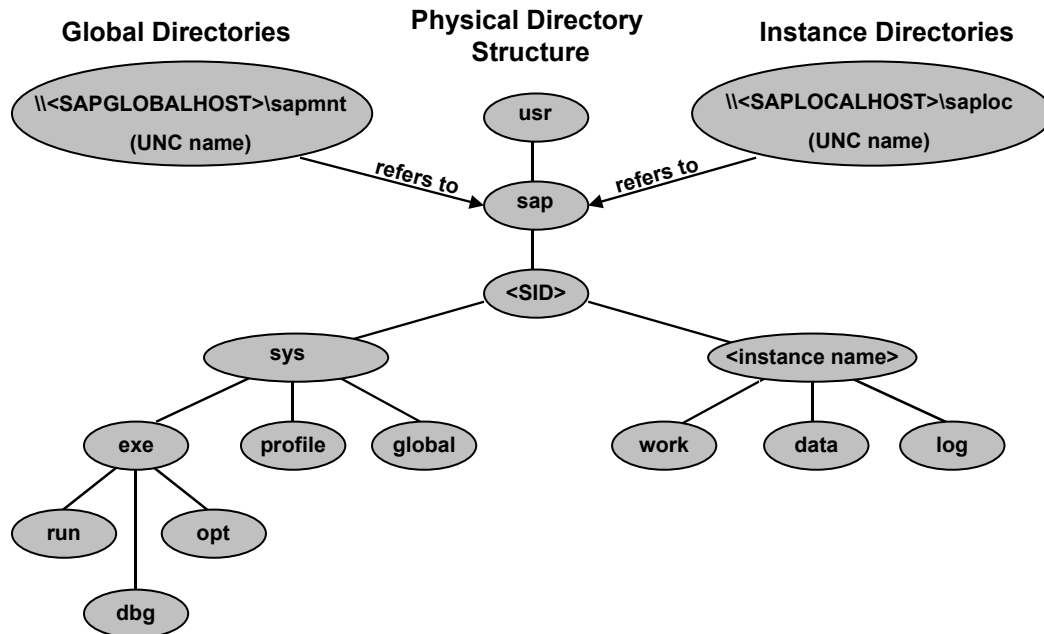 Global Directories
Physical Directory
Structure
Instance Directories
\\<SAPGLOBALHOST>\sapmnt
(UNC name)
usr
\\<SAPLOCALHOST>\saploc
(UNC name)
refers to
refers to
sap
<SID>
sys
<instance name>
exe
profile
global
work
data
log
run
opt
dbg